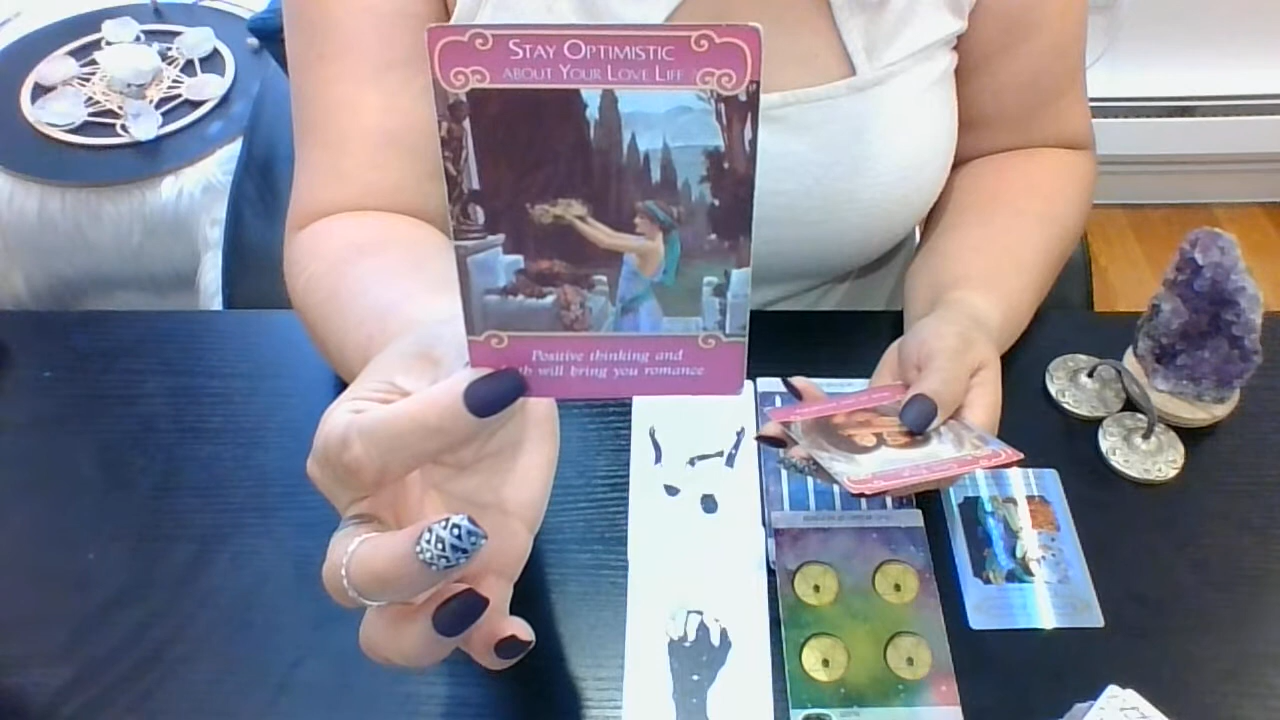 STAY OPTIMISTIC
ABOUT YOUR LOVE LIFE
Positive thinking and
will bring you romance